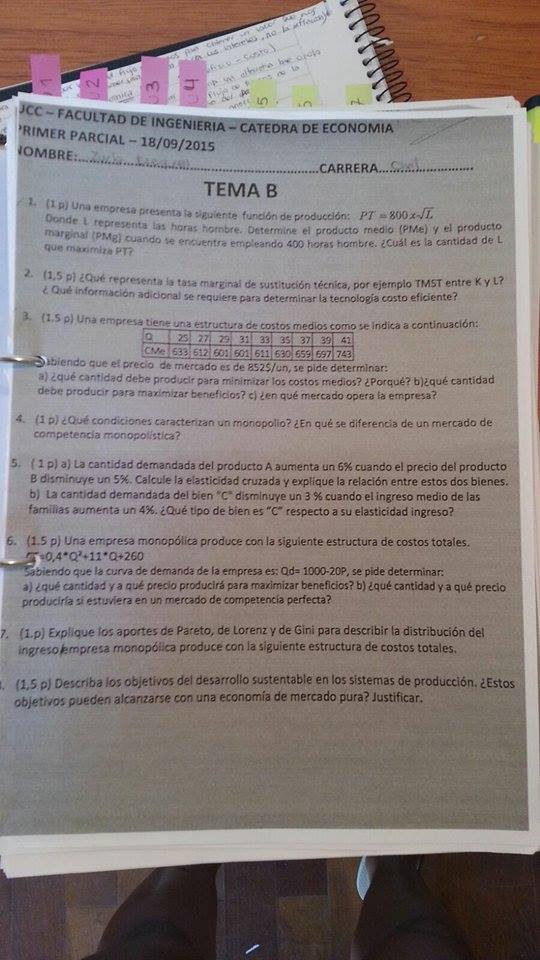 1
U2
U3
U4
5
5
7
UCC – FACULTAD DE INGENIERIA – CATEDRA DE ECONOMIA
PRIMER PARCIAL – 18/09/2015
NOMBRE:
CARRERA
TEMA B
1. (1 p) Una empresa presenta la siguiente función de producción: PT = 800 x √L
Donde L representa las horas hombre. Determine el producto medio (PMe) y el producto
marginal (PMg) cuando se encuentra empleando 400 horas hombre. ¿Cuál es la cantidad de L
que maximiza PT?
2. (1,5 p) ¿Qué representa la tasa marginal de sustitución técnica, por ejemplo TMST entre K y L?
¿ Qué información adicional se requiere para determinar la tecnología costo eficiente?
3. (1.5 p) Una empresa tiene una estructura de costos medios como se indica a continuación:
Q 25 27 29 31 33 35 37 39 41
CMe 633 612 601 601 611 630 659 697 743
Sabiendo que el precio de mercado es de 852$/un, se pide determinar:
a) ¿qué cantidad debe producir para minimizar los costos medios? ¿Porqué? b)¿qué cantidad
debe producir para maximizar beneficios? c) ¿en qué mercado opera la empresa?
4. (1 p) ¿Qué condiciones caracterizan un monopolio? ¿En qué se diferencia de un mercado de
competencia monopolística?
5. ( 1 p) a) La cantidad demandada del producto A aumenta un 6% cuando el precio del producto
B disminuye un 5%. Calcule la elasticidad cruzada y explique la relación entre estos dos bienes.
b) La cantidad demandada del bien "C" disminuye un 3 % cuando el ingreso medio de las
familias aumenta un 4%. ¿Qué tipo de bien es "C" respecto a su elasticidad ingreso?
6. (1.5 p) Una empresa monopólica produce con la siguiente estructura de costos totales.
=0,4*Q²+11*Q+260
Sabiendo que la curva de demanda de la empresa es: Qd= 1000-20P, se pide determinar:
a) ¿qué cantidad y a qué precio producirá para maximizar beneficios? b) ¿qué cantidad y a qué precio
produciría si estuviera en un mercado de competencia perfecta?
7. (1.p) Explique los aportes de Pareto, de Lorenz y de Gini para describir la distribución del
ingreso empresa monopólica produce con la siguiente estructura de costos totales.
(1,5 p) Describa los objetivos del desarrollo sustentable en los sistemas de producción. ¿Estos
objetivos pueden alcanzarse con una economía de mercado pura? Justificar.